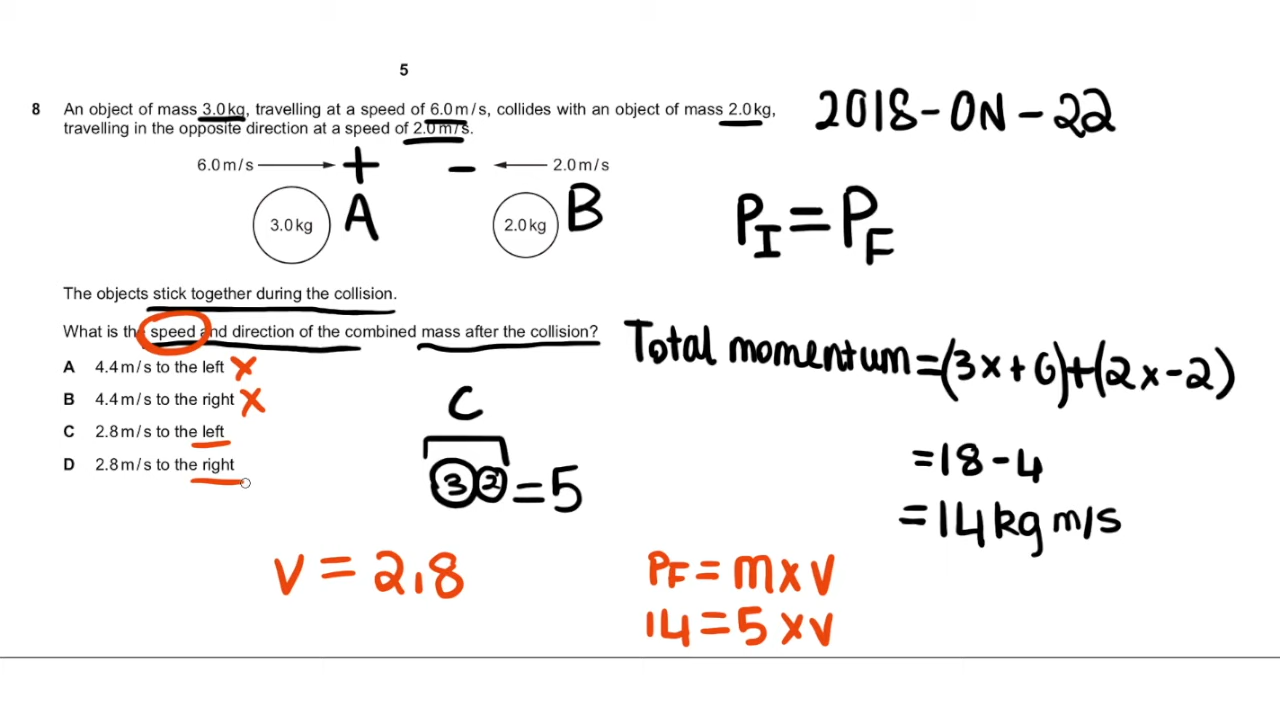 5
8 An object of mass 3.0 kg, travelling at a speed of 6.0 m / s, collides with an object of mass 2.0 kg,
travelling in the opposite direction at a speed of 2.0 m / s.
2018-ON-22
6.0 m / s + - 2.0 m / s
3.0 kg A 2.0 kg B
PI = PF
The objects stick together during the collision.
What is the speed and direction of the combined mass after the collision?
Total momentum = (3x+6)+(2x-2)
A 4.4 m / s to the left X
B 4.4 m / s to the right X
C 2.8 m / s to the left
D 2.8 m / s to the right
C
3 2 = 5
= 18 - 4
= 14 kg m/s
V = 2.8
PF = m x v
14 = 5 x v